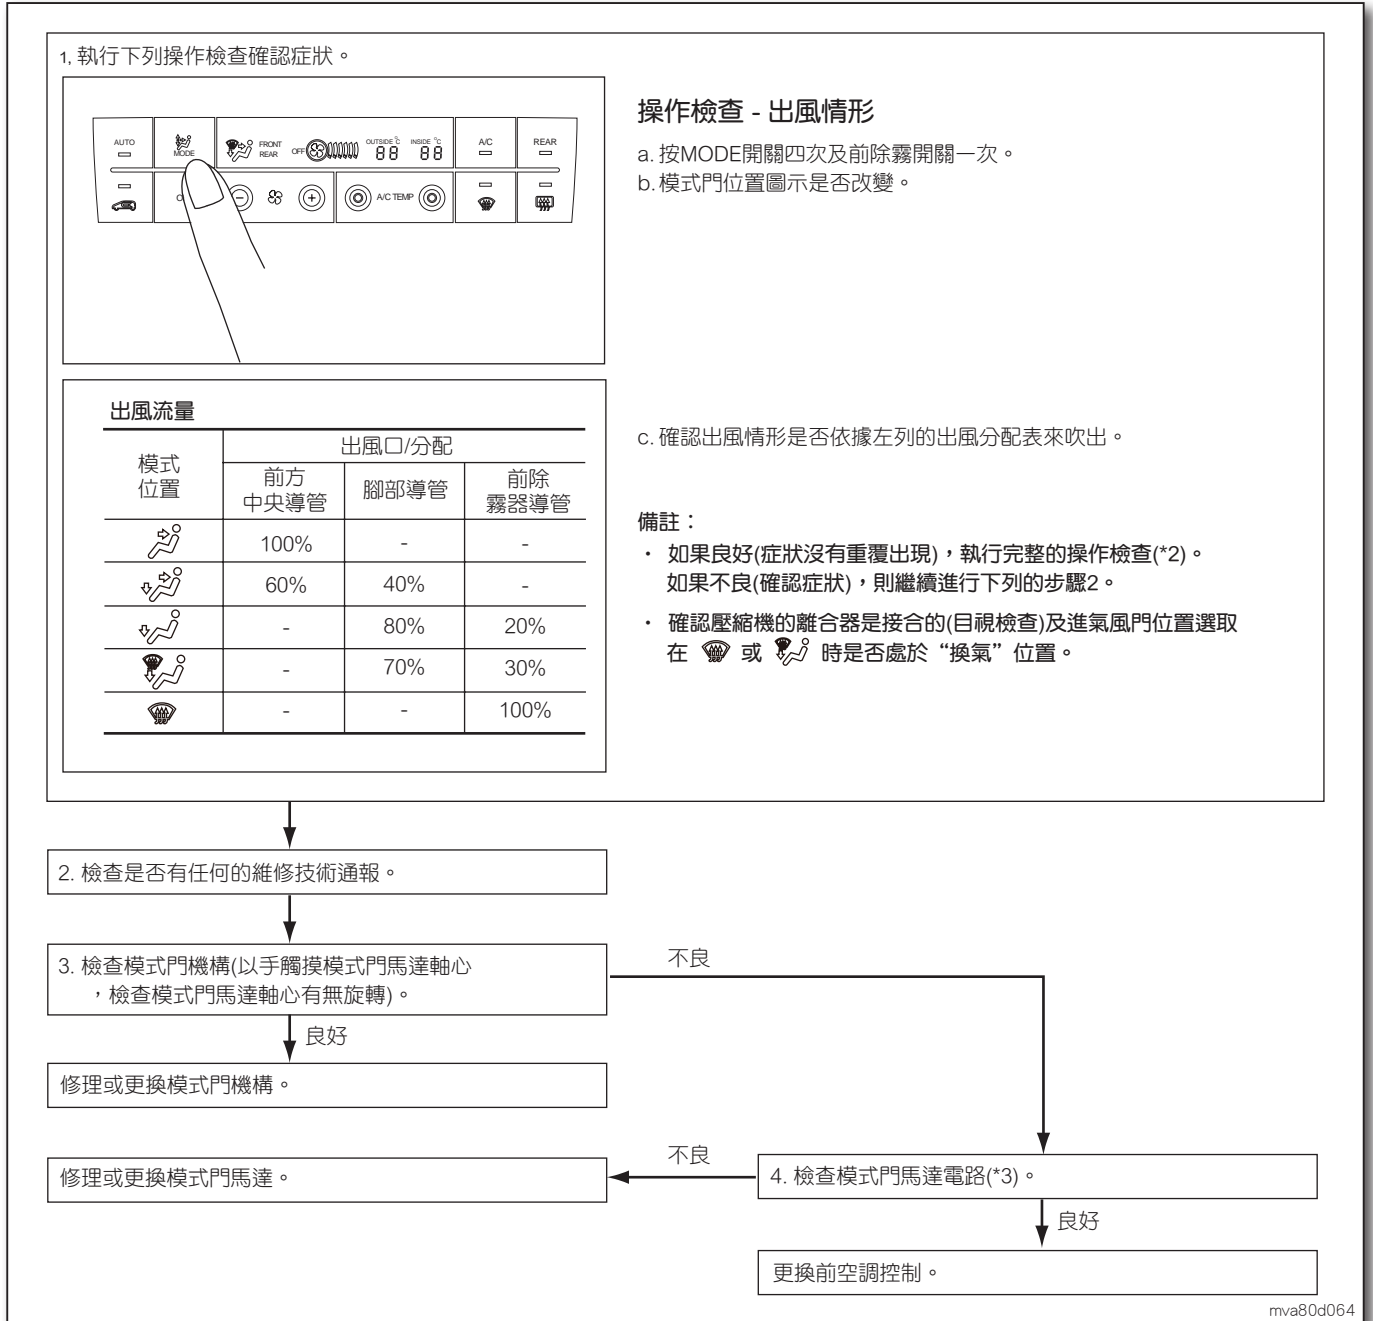 1, 執行下列操作檢查確認症狀。
AUTO
MODE
FRONT
REAR
OFF
OUTSIDE °C
88
INSIDE °C
88
A/C
REAR
A/C TEMP
操作檢查 - 出風情形
a. 按MODE開關四次及前除霧開關一次。
b. 模式門位置圖示是否改變。
出風流量
模式
位置
出風口/分配
前方
中央導管
腳部導管
前除
霧器導管
100% - -
60% 40% -
- 80% 20%
- 70% 30%
- - 100%
c. 確認出風情形是否依據左列的出風分配表來吹出。
備註：
· 如果良好(症狀沒有重覆出現)，執行完整的操作檢查(*2)。
如果不良(確認症狀)，則繼續進行下列的步驟2。
· 確認壓縮機的離合器是接合的(目視檢查)及進氣風門位置選取
在 或 時是否處於“換氣”位置。
2. 檢查是否有任何的維修技術通報。
3. 檢查模式門機構(以手觸摸模式門馬達軸心
，檢查模式門馬達軸心有無旋轉)。
不良
良好
修理或更換模式門機構。
4. 檢查模式門馬達電路(*3)。
不良
修理或更換模式門馬達。
良好
更換前空調控制。
mva80d064